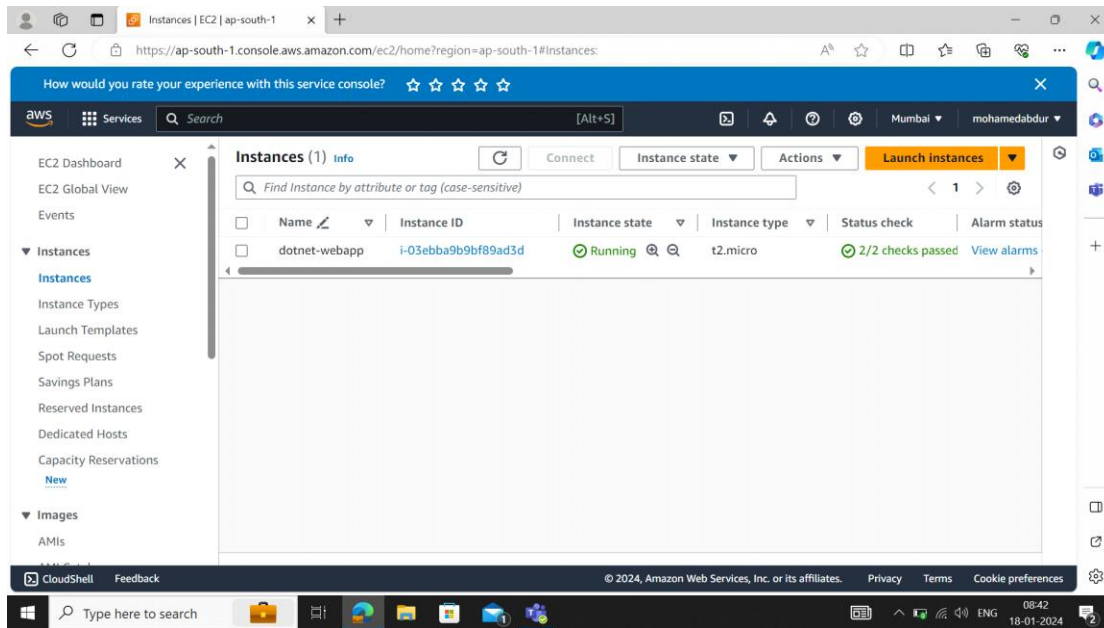 Instances | EC2 | ap-south-1
https://ap-south-1.console.aws.amazon.com/ec2/home?region=ap-south-1#Instances:
How would you rate your experience with this service console?
aws Services Search [Alt+S] Mumbai mohamedabdur
EC2 Dashboard
EC2 Global View
Events
Instances
Instances
Instance Types
Launch Templates
Spot Requests
Savings Plans
Reserved Instances
Dedicated Hosts
Capacity Reservations
New
Images
AMIs
Instances (1) Info Connect Instance state Actions Launch instances
Find Instance by attribute or tag (case-sensitive) 1
Name Instance ID Instance state Instance type Status check Alarm status
dotnet-webapp i-03ebba9b9bf89ad3d Running t2.micro 2/2 checks passed View alarms
CloudShell Feedback © 2024, Amazon Web Services, Inc. or its affiliates. Privacy Terms Cookie preferences
Type here to search ENG 08:42
18-01-2024